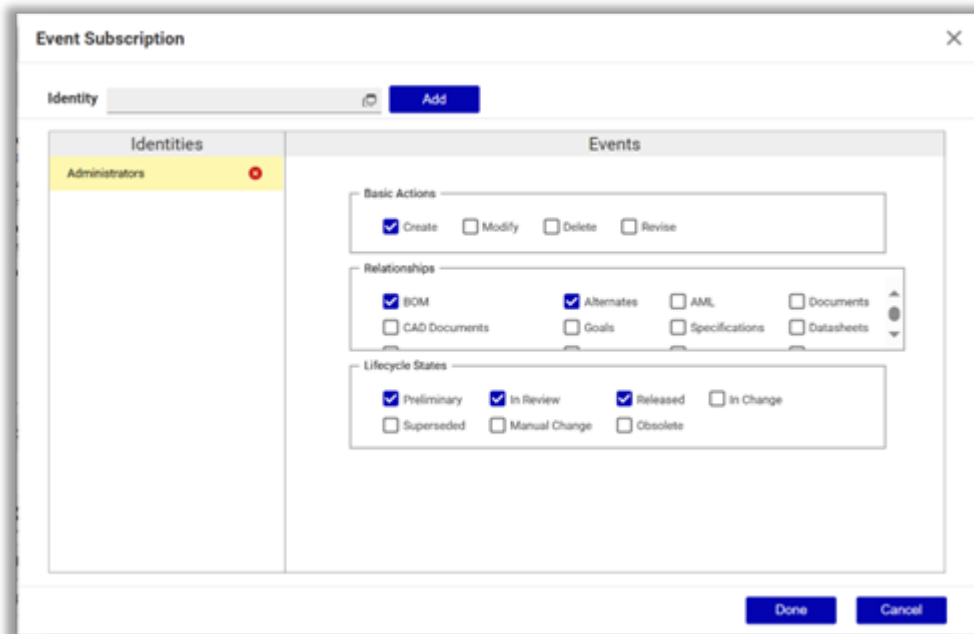 Event Subscription
Identity Add
Identities Events
Administrators
Basic Actions
Create Modify Delete Revise
Relationships
BOM Alternates AML Documents
CAD Documents Goals Specifications Datasheets
Lifecycle States
Preliminary In Review Released In Change
Superseded Manual Change Obsolete
Done Cancel